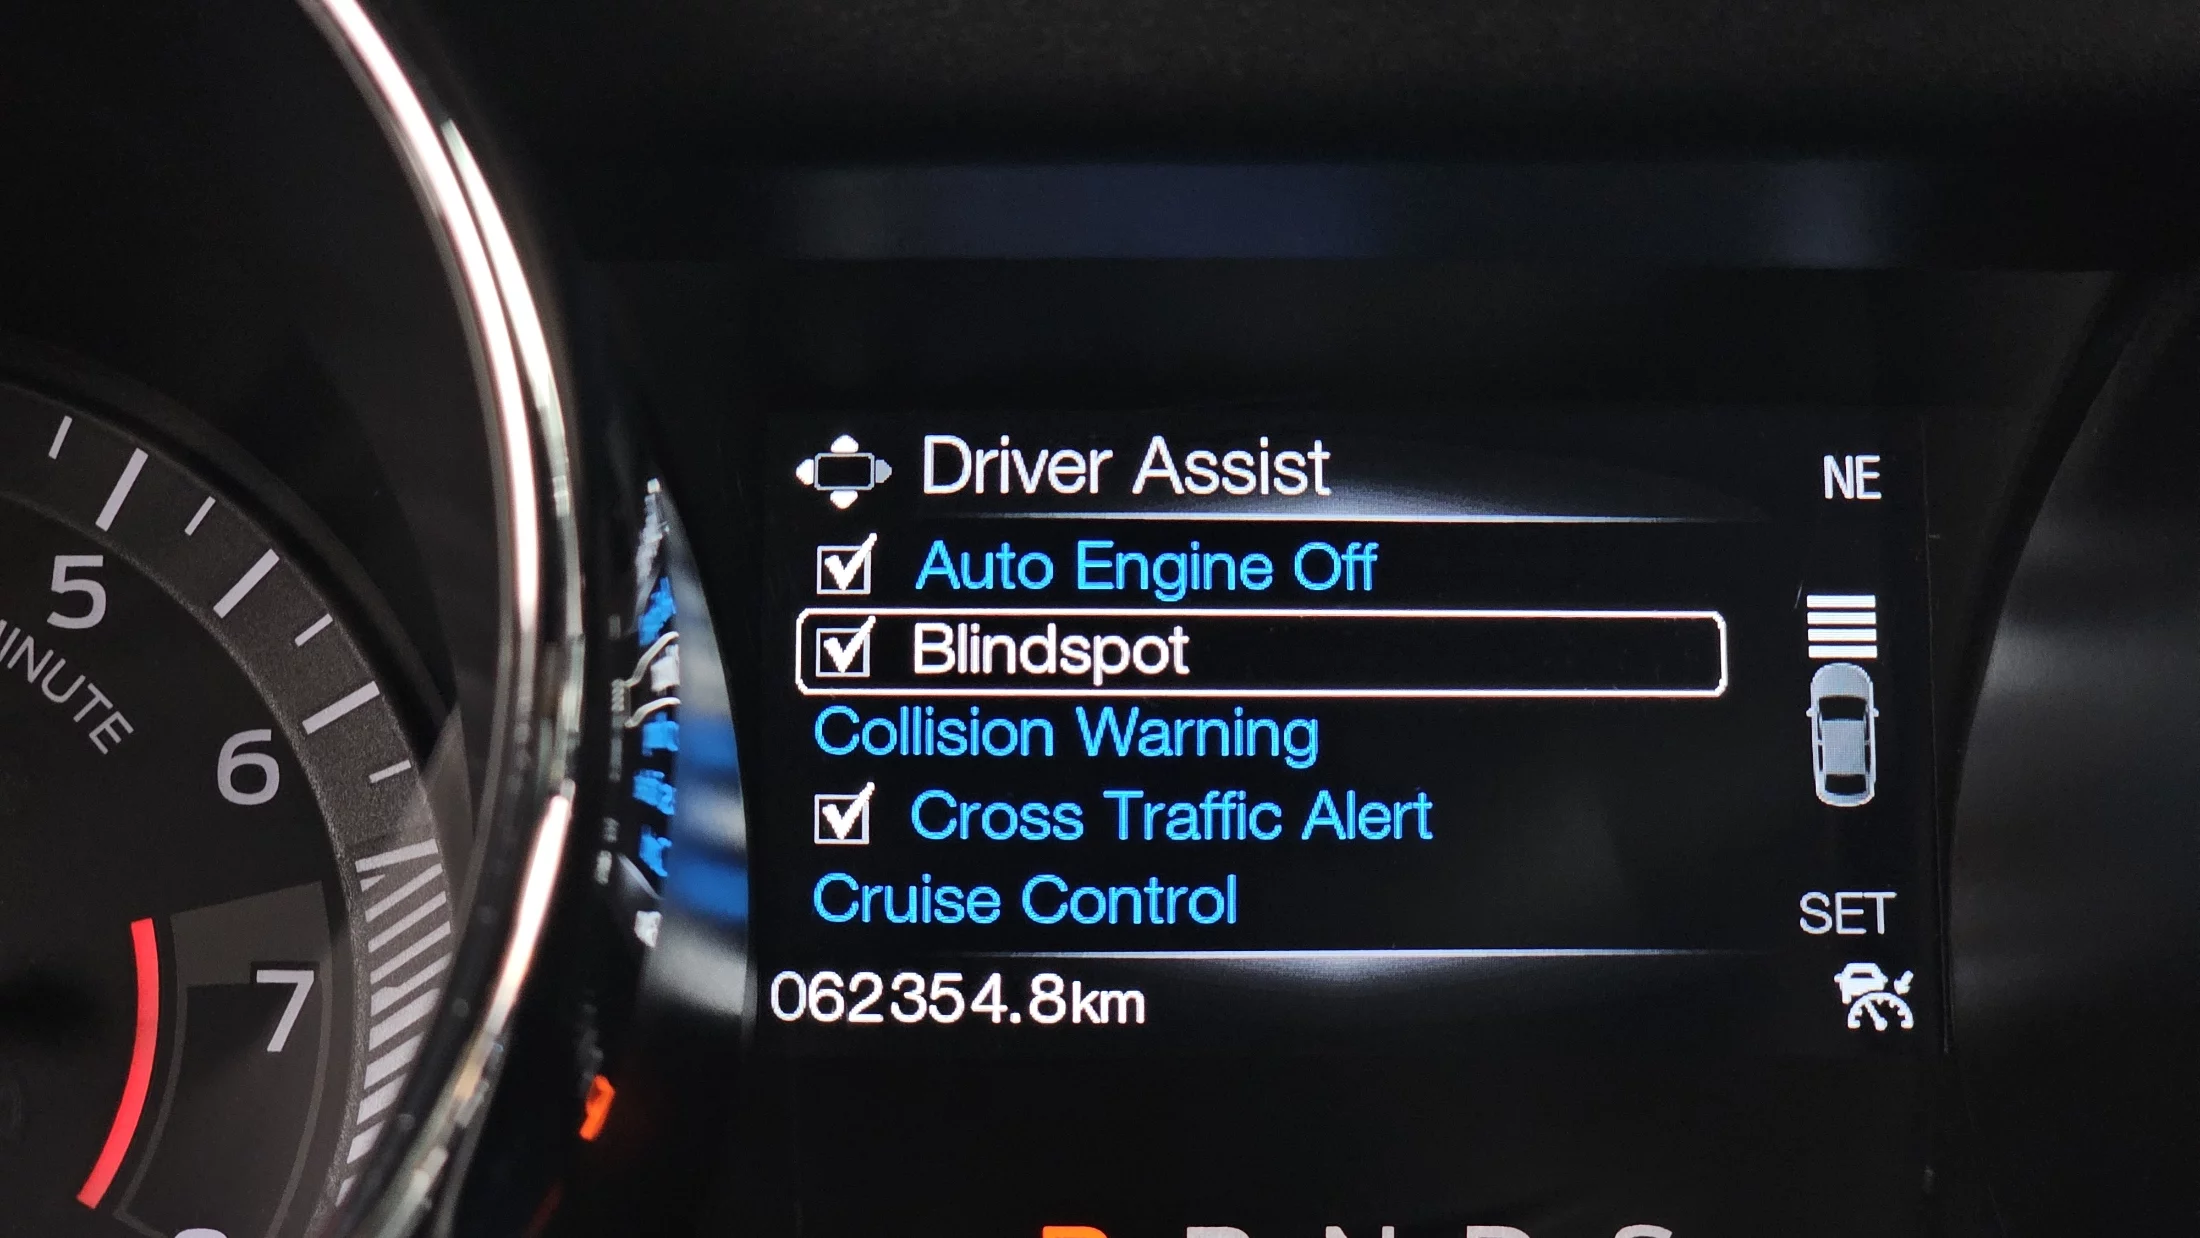 Driver Assist
NE
Auto Engine Off
Blindspot
Collision Warning
Cross Traffic Alert
Cruise Control
SET
062354.8km
5
6
7